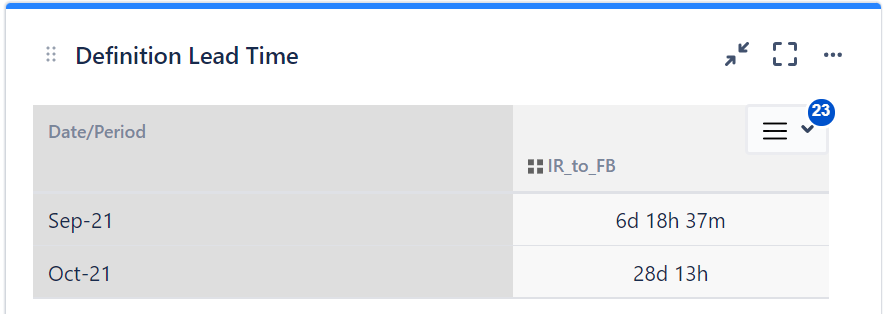 Definition Lead Time
23
Date/Period
IR_to_FB
Sep-21 6d 18h 37m
Oct-21 28d 13h